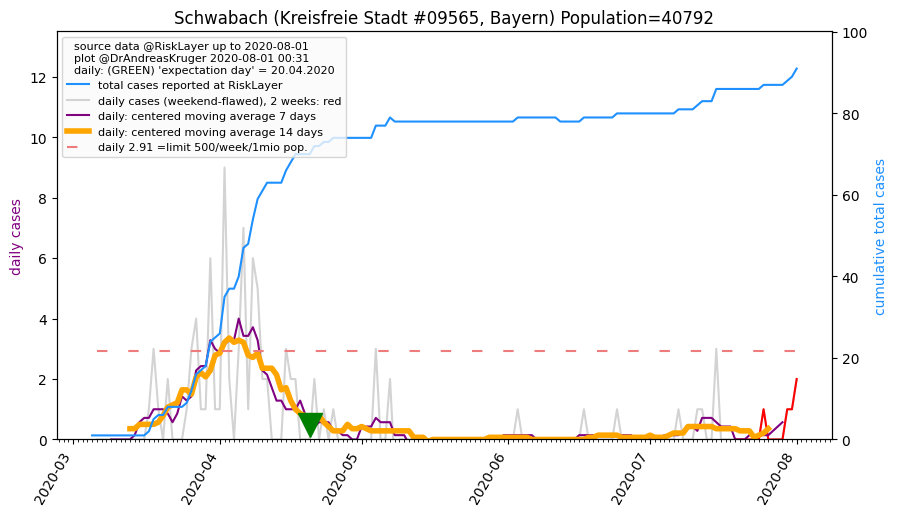 Schwabach (Kreisfreie Stadt #09565, Bayern) Population=40792
source data @RiskLayer up to 2020-08-01
plot @DrAndreasKruger 2020-08-01 00:31
daily: (GREEN) 'expectation day' = 20.04.2020
total cases reported at RiskLayer
daily cases (weekend-flawed), 2 weeks: red
daily: centered moving average 7 days
daily: centered moving average 14 days
daily 2.91 =limit 500/week/1mio pop.
daily cases
12
10
8
6
4
2
0
100
80
60
40
20
0
cumulative total cases
2020-03
2020-04
2020-05
2020-06
2020-07
2020-08